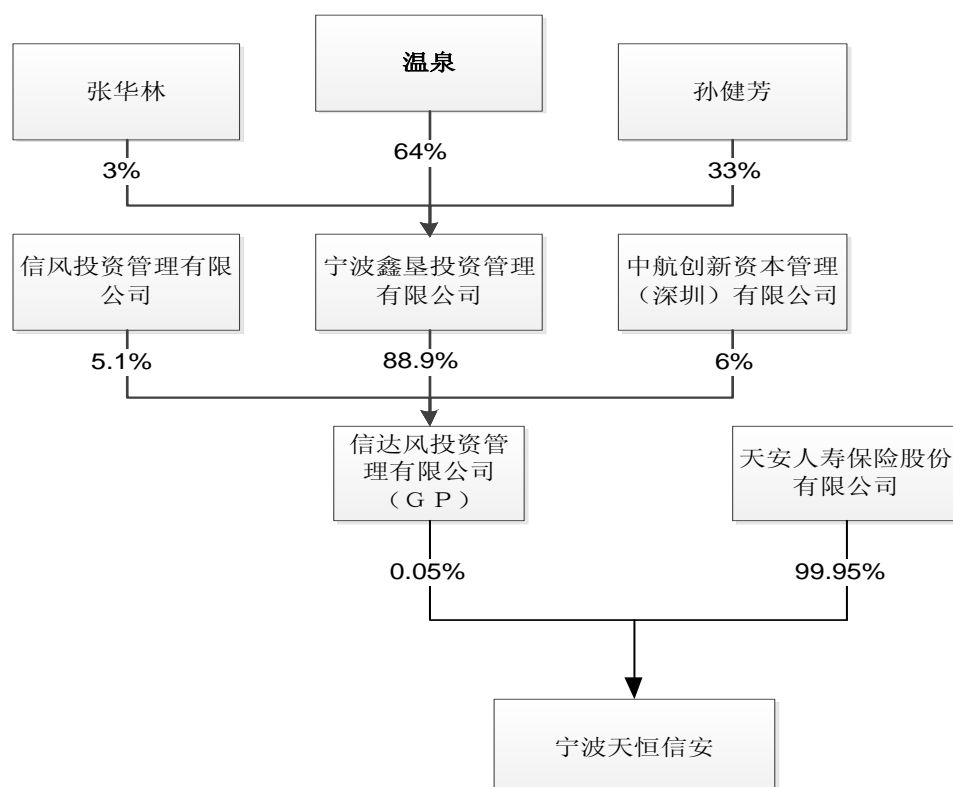 张华林
温泉
孙健芳
3%
64%
33%
信风投资管理有限
公司
宁波鑫垦投资管理
有限公司
中航创新资本管理
（深圳）有限公司
5.1%
88.9%
6%
信达风投资管
理有限公司
（ＧＰ）
天安人寿保险股份
有限公司
0.05%
99.95%
宁波天恒信安